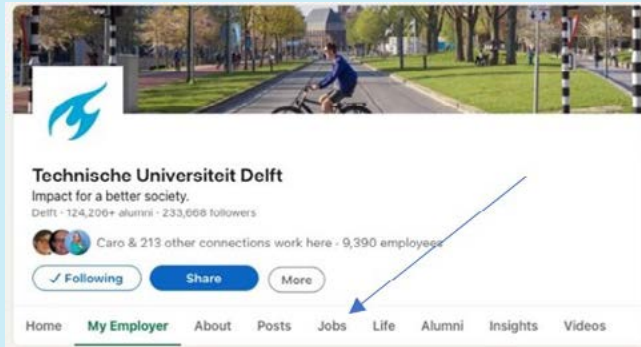 Technische Universiteit Delft
Impact for a better society.
Delft · 124,206+ alumni · 233,668 followers
Caro & 213 other connections work here · 9,390 employees
✓ Following Share More
Home My Employer About Posts Jobs Life Alumni Insights Videos